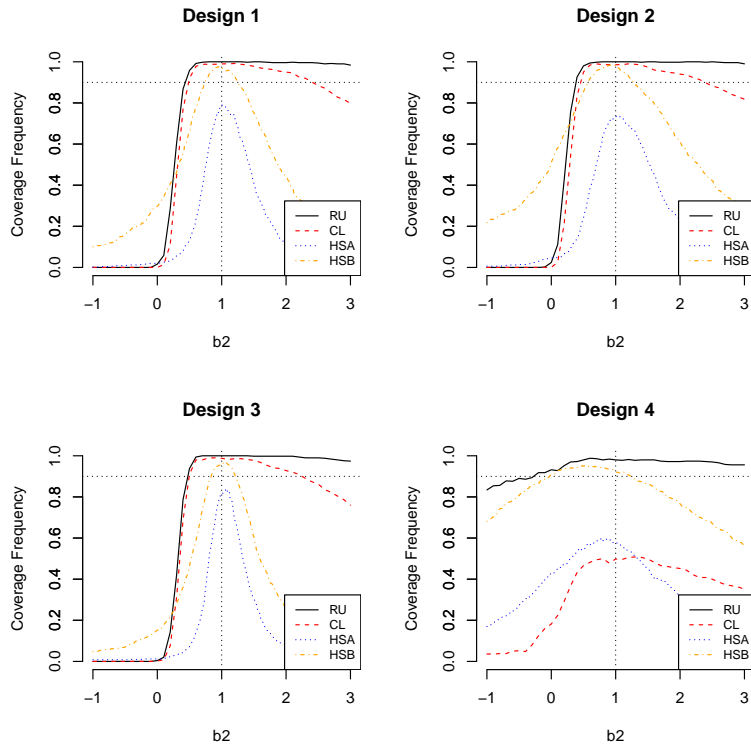 Design 1
Coverage Frequency
0.0 0.2 0.4 0.6 0.8 1.0
RU
CL
HSA
HSB
−1 0 1 2 3
b2
Design 2
Coverage Frequency
0.0 0.2 0.4 0.6 0.8 1.0
RU
CL
HSA
HSB
−1 0 1 2 3
b2
Design 3
Coverage Frequency
0.0 0.2 0.4 0.6 0.8 1.0
RU
CL
HSA
HSB
−1 0 1 2 3
b2
Design 4
Coverage Frequency
0.0 0.2 0.4 0.6 0.8 1.0
RU
CL
HSA
HSB
−1 0 1 2 3
b2